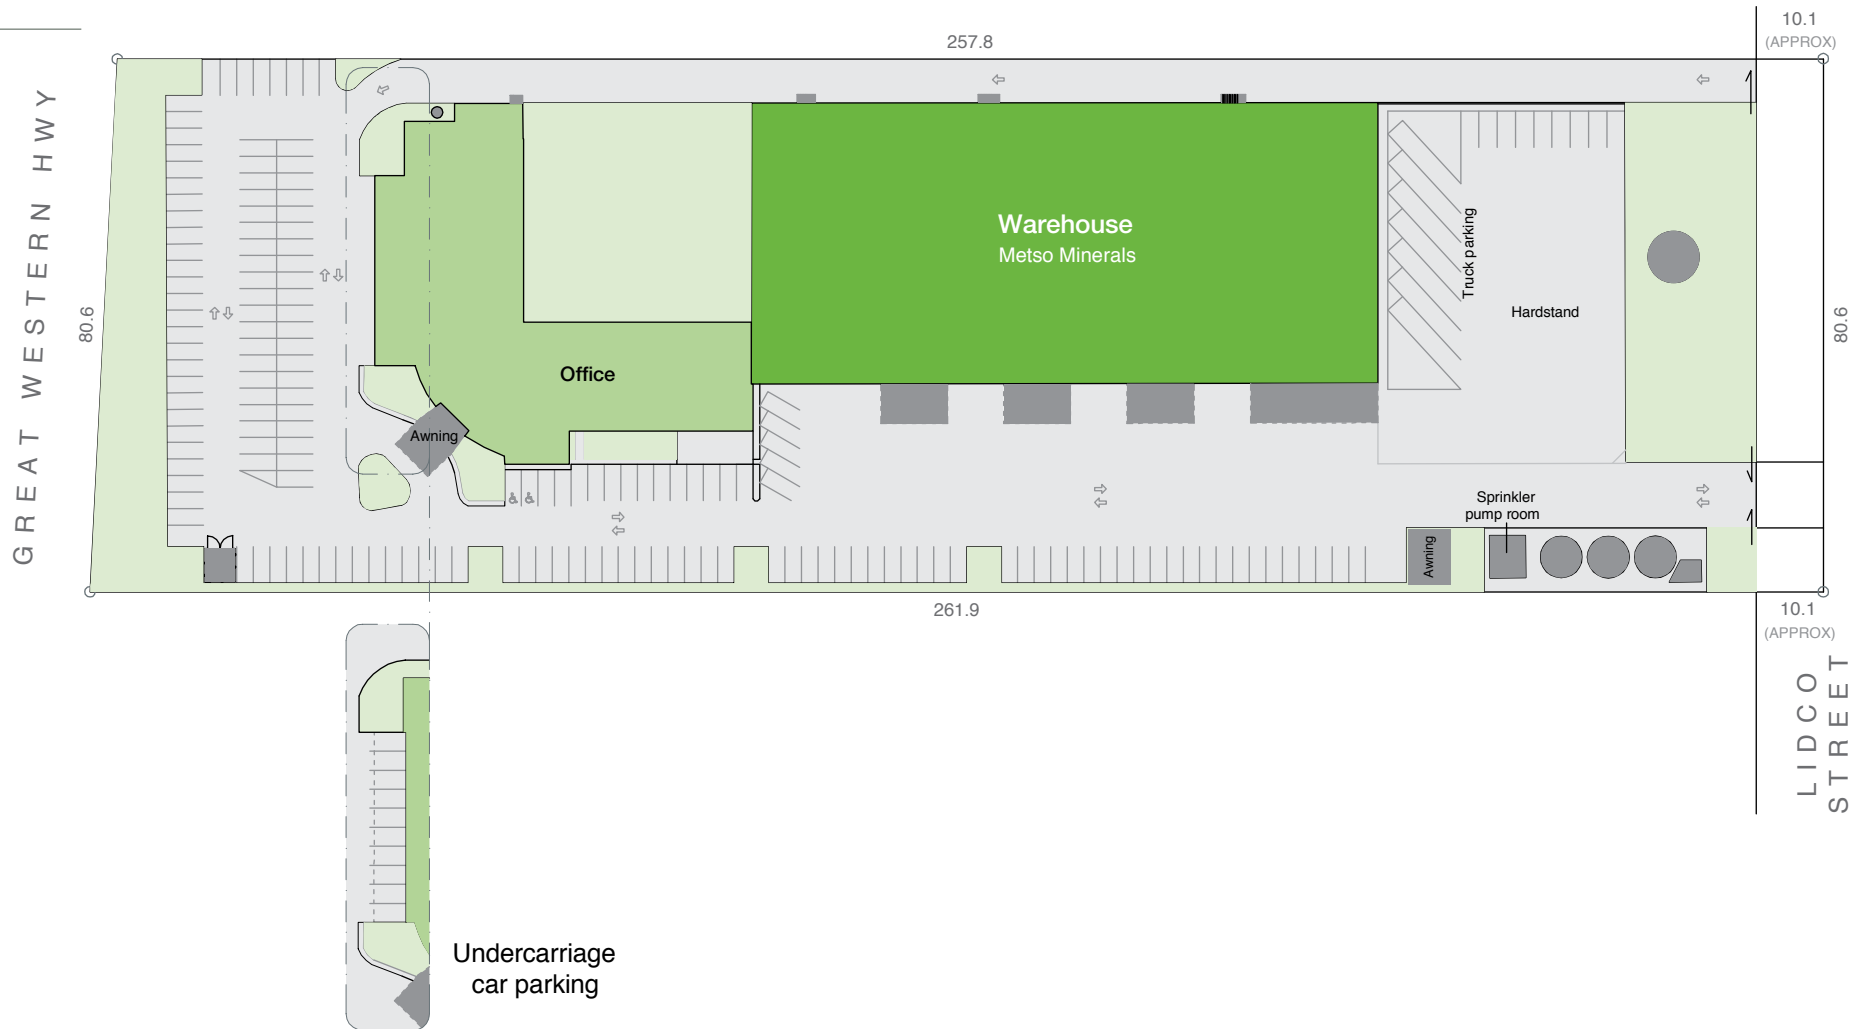 10.1
(APPROX)
257.8
GREAT WESTERN HWY
80.6
Warehouse
Metso Minerals
Truck parking
Hardstand
80.6
Office
Awning
Sprinkler
pump room
Awning
261.9
10.1
(APPROX)
LIDCO
STREET
Undercarriage
car parking